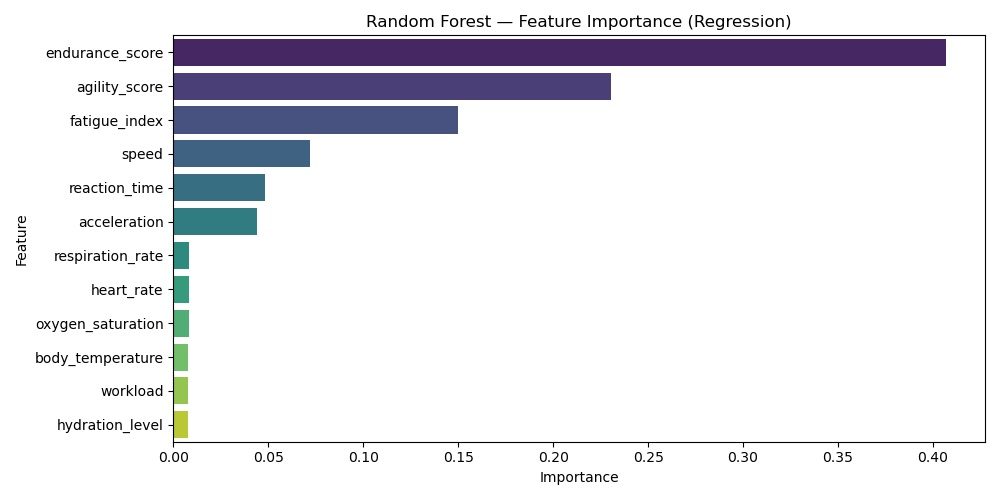 Random Forest — Feature Importance (Regression)
endurance_score
agility_score
fatigue_index
speed
reaction_time
acceleration
respiration_rate
heart_rate
oxygen_saturation
body_temperature
workload
hydration_level
Feature
0.00 0.05 0.10 0.15 0.20 0.25 0.30 0.35 0.40
Importance